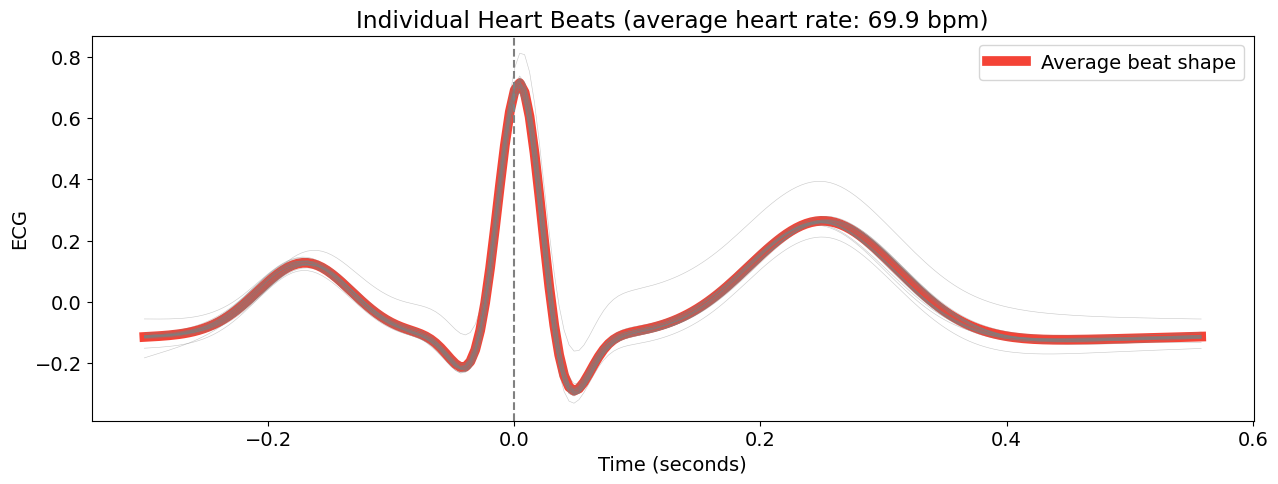 Individual Heart Beats (average heart rate: 69.9 bpm)
Average beat shape
ECG
0.8
0.6
0.4
0.2
0.0
−0.2
−0.2 0.0 0.2 0.4 0.6
Time (seconds)